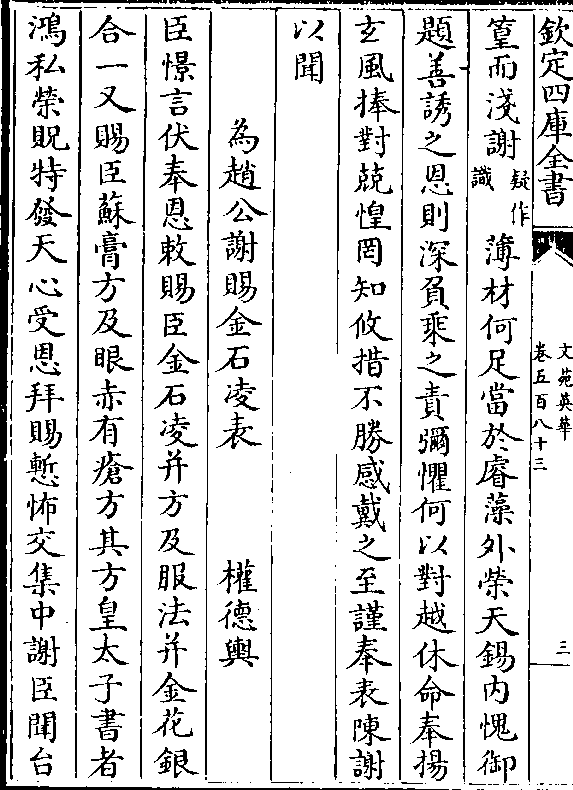 欽定四庫全書
文苑英華
卷五百八十三
三
篁而淺謝疑作識薄材何足當於睿藻外榮天錫内愧御
題善誘之恩則深負乘之責彌懼何以對越休命奉揚
玄風捧對兢惶罔知攸措不勝感戴之至謹奉表陳謝
以聞
為趙公謝賜金石凌表 權德輿
臣憬言伏奉恩敕賜臣金石凌并方及服法并金花銀
合一又賜臣蘇膏方及眼赤有瘡方其方皇太子書者
鴻私榮貺特發天心受恩拜賜慙怖交集中謝臣聞台